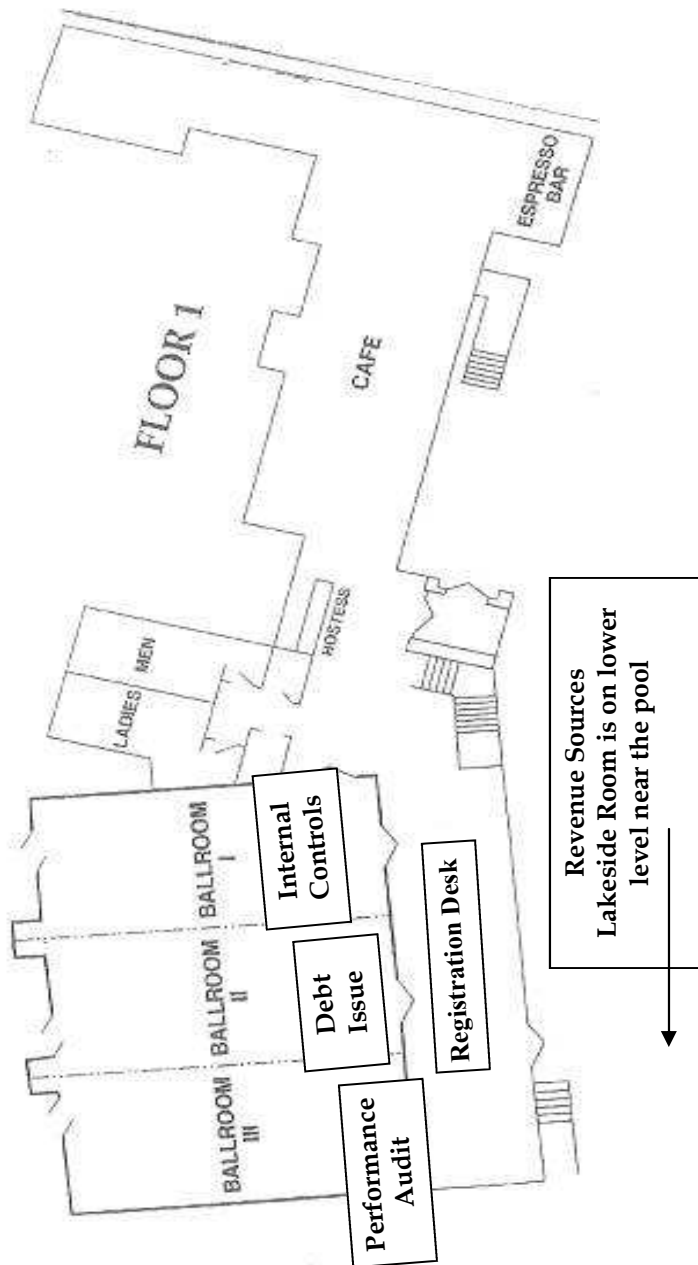 FLOOR 1
ESPRESSO
BAR
CAFE
HOSTESS
MEN
LADIES
BALLROOM
I
BALLROOM
II
BALLROOM
III
Internal
Controls
Debt
Issue
Performance
Audit
Registration Desk
Revenue Sources
Lakeside Room is on lower
level near the pool